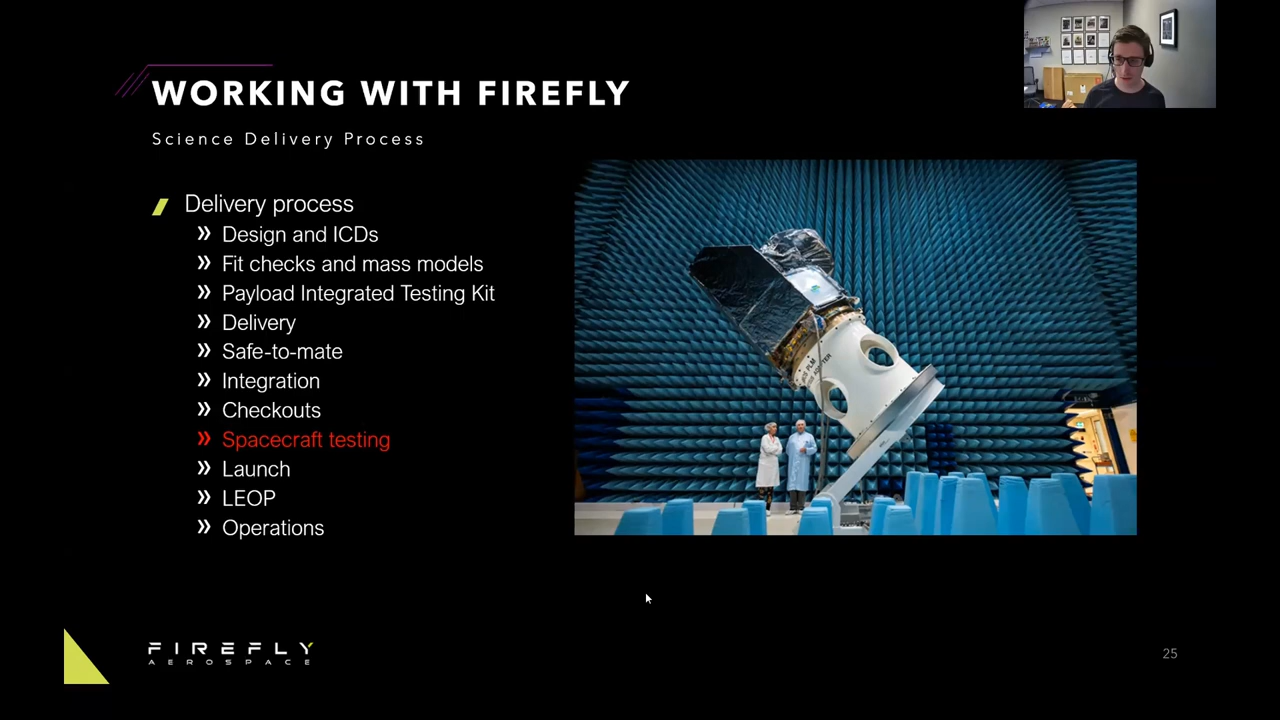 WORKING WITH FIREFLY
Science Delivery Process
Delivery process
Design and ICDs
Fit checks and mass models
Payload Integrated Testing Kit
Delivery
Safe-to-mate
Integration
Checkouts
Spacecraft testing
Launch
LEOP
Operations
FIREFLY
AEROSPACE
25